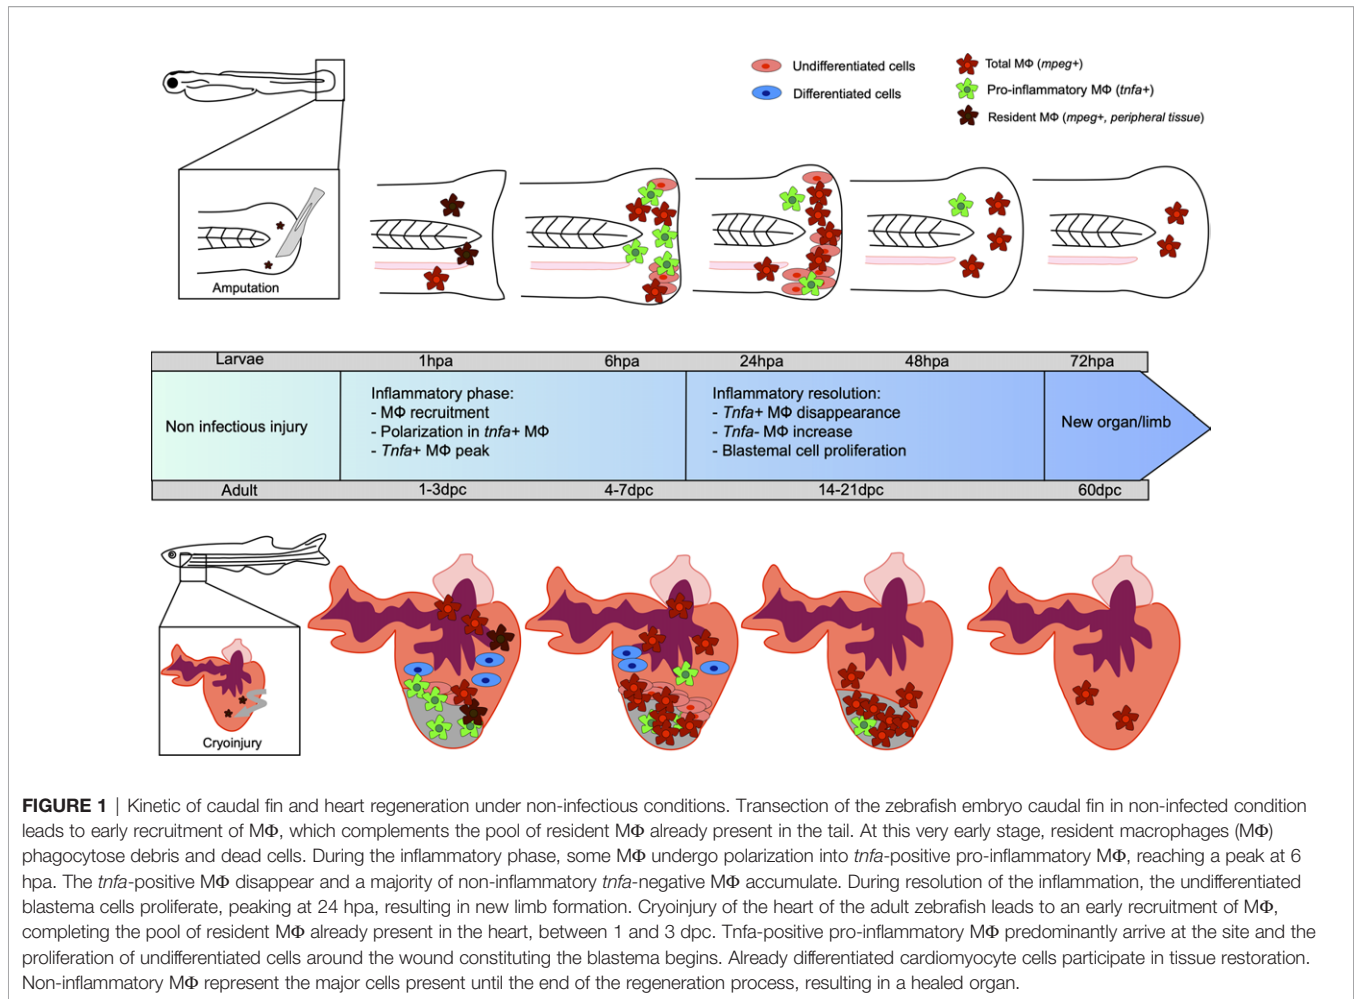 Undifferentiated cells
Differentiated cells
Total MΦ (mpeg+)
Pro-inflammatory MΦ (tnfa+)
Resident MΦ (mpeg+, peripheral tissue)
Amputation
Larvae 1hpa 6hpa 24hpa 48hpa 72hpa
Non infectious injury
Inflammatory phase:
- MΦ recruitment
- Polarization in tnfa+ MΦ
- Tnfa+ MΦ peak
Inflammatory resolution:
- Tnfa+ MΦ disappearance
- Tnfa- MΦ increase
- Blastemal cell proliferation
New organ/limb
Adult 1-3dpc 4-7dpc 14-21dpc 60dpc
Cryoinjury
FIGURE 1 | Kinetic of caudal fin and heart regeneration under non-infectious conditions. Transection of the zebrafish embryo caudal fin in non-infected condition
leads to early recruitment of MΦ, which complements the pool of resident MΦ already present in the tail. At this very early stage, resident macrophages (MΦ)
phagocytose debris and dead cells. During the inflammatory phase, some MΦ undergo polarization into tnfa-positive pro-inflammatory MΦ, reaching a peak at 6
hpa. The tnfa-positive MΦ disappear and a majority of non-inflammatory tnfa-negative MΦ accumulate. During resolution of the inflammation, the undifferentiated
blastema cells proliferate, peaking at 24 hpa, resulting in new limb formation. Cryoinjury of the heart of the adult zebrafish leads to an early recruitment of MΦ,
completing the pool of resident MΦ already present in the heart, between 1 and 3 dpc. Tnfa-positive pro-inflammatory MΦ predominantly arrive at the site and the
proliferation of undifferentiated cells around the wound constituting the blastema begins. Already differentiated cardiomyocyte cells participate in tissue restoration.
Non-inflammatory MΦ represent the major cells present until the end of the regeneration process, resulting in a healed organ.